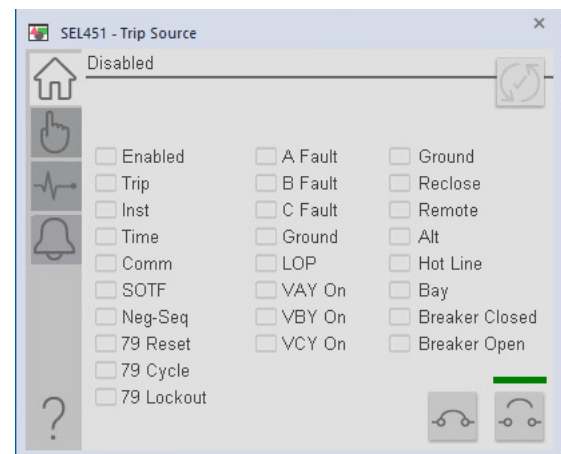 SEL451 - Trip Source
Disabled
Enabled A Fault Ground
Trip B Fault Reclose
Inst C Fault Remote
Time Ground Alt
Comm LOP Hot Line
SOTF VAY On Bay
Neg-Seq VBY On Breaker Closed
79 Reset VCY On Breaker Open
79 Cycle
79 Lockout
?